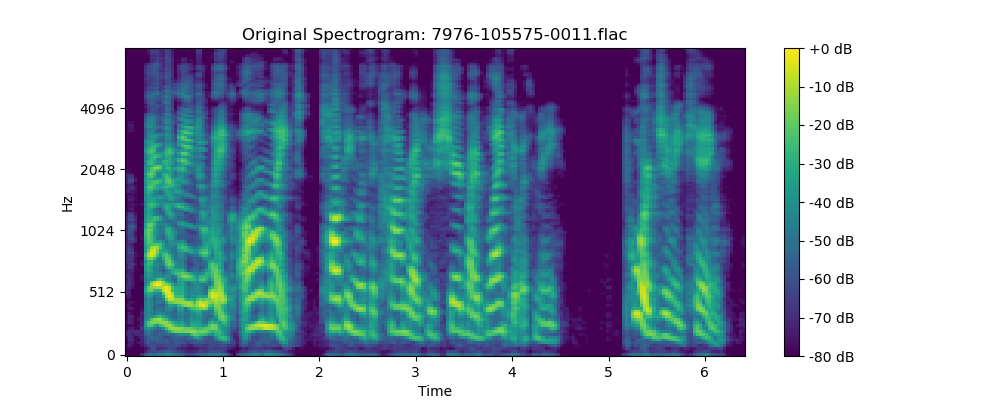 Original Spectrogram: 7976-105575-0011.flac
Hz
4096
2048
1024
512
0
0 1 2 3 4 5 6
Time
+0 dB
-10 dB
-20 dB
-30 dB
-40 dB
-50 dB
-60 dB
-70 dB
-80 dB